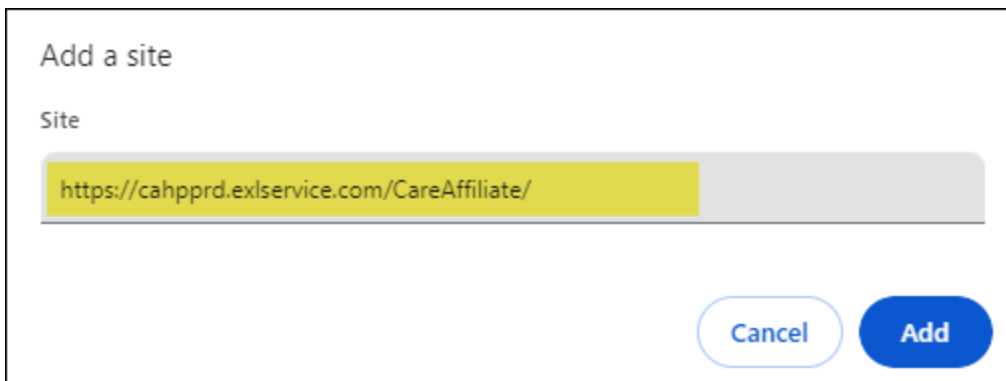 Add a site
Site
https://cahpprd.exlservice.com/CareAffiliate/
Cancel
Add